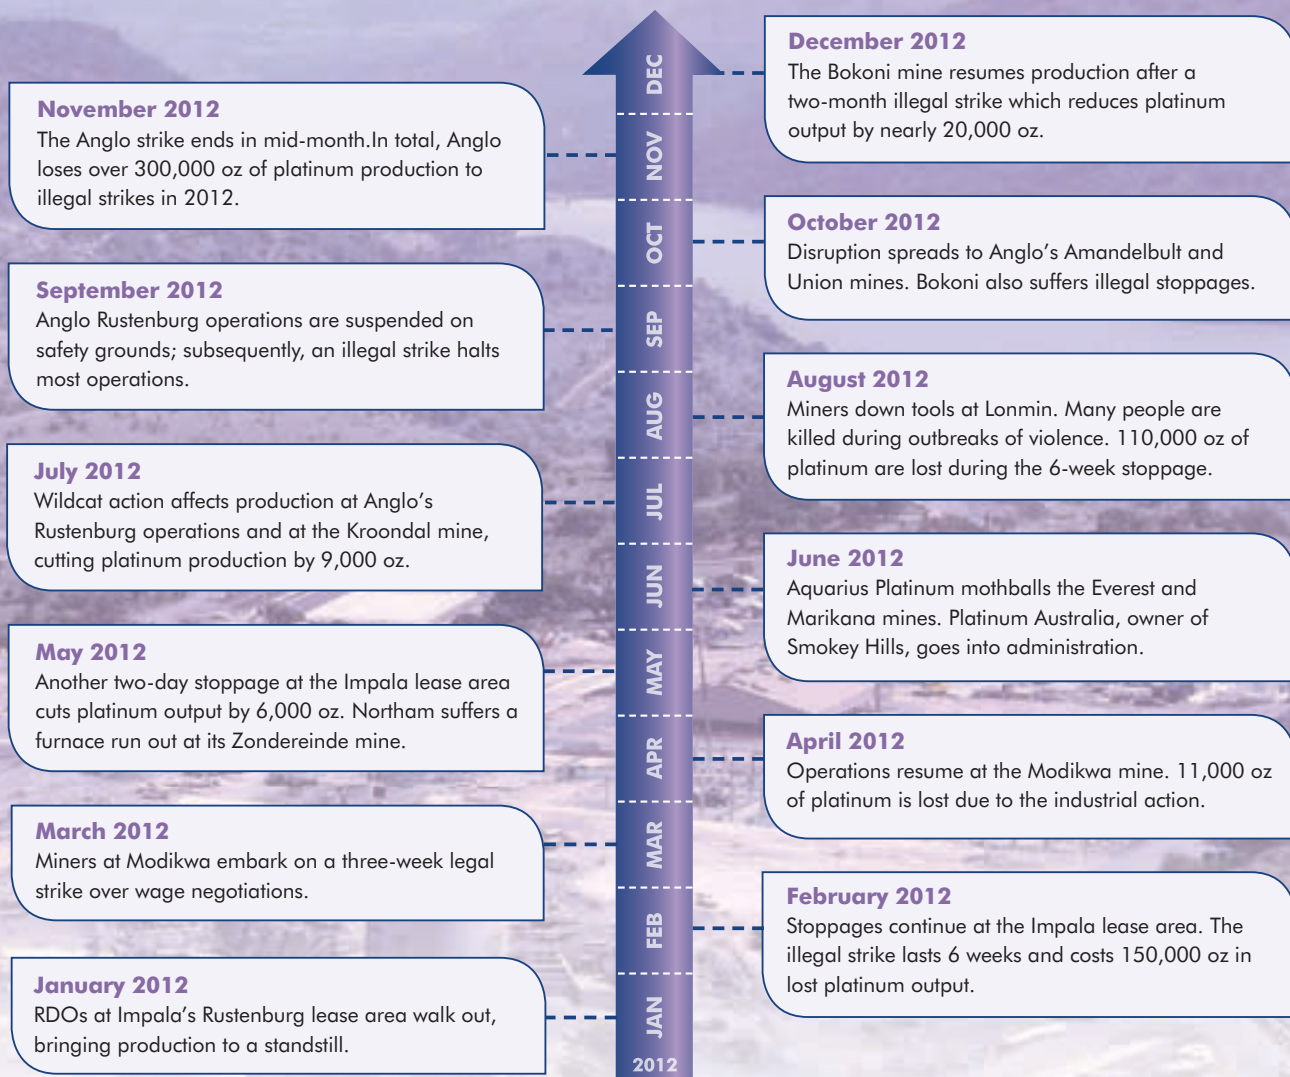 November 2012
The Anglo strike ends in mid-month.In total, Anglo
loses over 300,000 oz of platinum production to
illegal strikes in 2012.
September 2012
Anglo Rustenburg operations are suspended on
safety grounds; subsequently, an illegal strike halts
most operations.
July 2012
Wildcat action affects production at Anglo's
Rustenburg operations and at the Kroondal mine,
cutting platinum production by 9,000 oz.
May 2012
Another two-day stoppage at the Impala lease area
cuts platinum output by 6,000 oz. Northam suffers a
furnace run out at its Zondereinde mine.
March 2012
Miners at Modikwa embark on a three-week legal
strike over wage negotiations.
January 2012
RDOs at Impala's Rustenburg lease area walk out,
bringing production to a standstill.
DEC
NOV
OCT
SEP
AUG
JUL
JUN
MAY
APR
MAR
FEB
JAN
2012
December 2012
The Bokoni mine resumes production after a
two-month illegal strike which reduces platinum
output by nearly 20,000 oz.
October 2012
Disruption spreads to Anglo's Amandelbult and
Union mines. Bokoni also suffers illegal stoppages.
August 2012
Miners down tools at Lonmin. Many people are
killed during outbreaks of violence. 110,000 oz of
platinum are lost during the 6-week stoppage.
June 2012
Aquarius Platinum mothballs the Everest and
Marikana mines. Platinum Australia, owner of
Smokey Hills, goes into administration.
April 2012
Operations resume at the Modikwa mine. 11,000 oz
of platinum is lost due to the industrial action.
February 2012
Stoppages continue at the Impala lease area. The
illegal strike lasts 6 weeks and costs 150,000 oz in
lost platinum output.